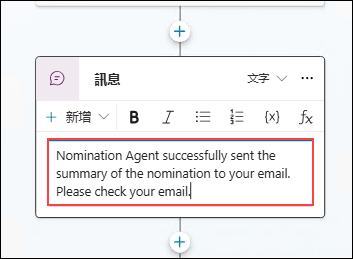 訊息
文字
新增
B
I
{x}
fx
Nomination Agent successfully sent the
summary of the nomination to your email.
Please check your email.